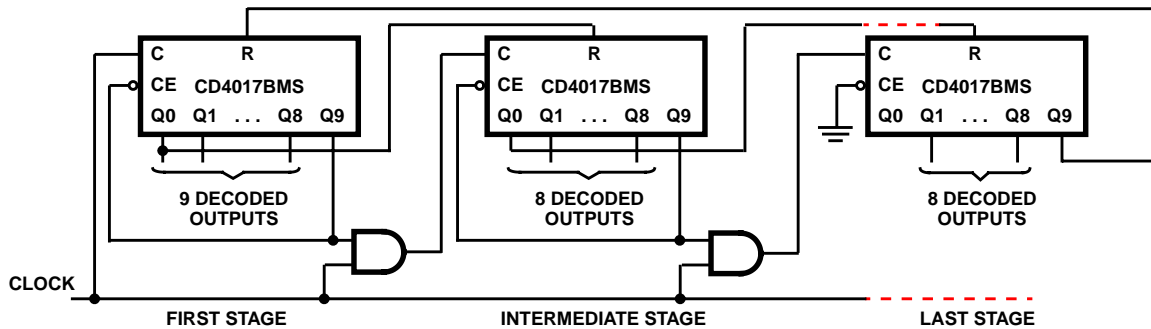 C R
CE CD4017BMS
Q0 Q1 . . . Q8 Q9
9 DECODED
OUTPUTS
C R
CE CD4017BMS
Q0 Q1 . . . Q8 Q9
8 DECODED
OUTPUTS
C R
CE CD4017BMS
Q0 Q1 . . . Q8 Q9
8 DECODED
OUTPUTS
CLOCK
FIRST STAGE
INTERMEDIATE STAGE
LAST STAGE